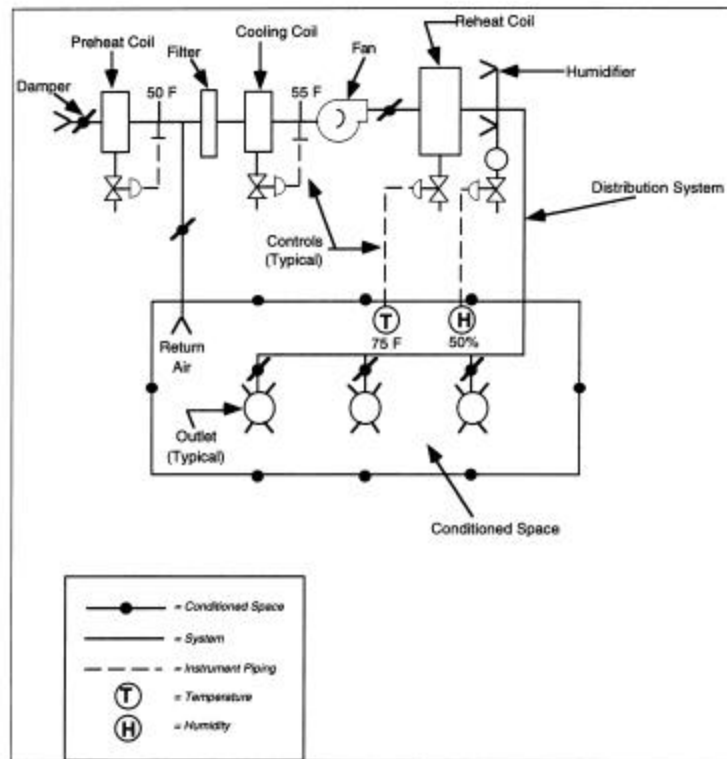 Reheat Coil
Preheat Coil
Cooling Coil
Filter
Fan
Humidifier
Damper
50 F
55 F
Distribution System
Controls
(Typical)
T
H
Return
Air
75 F
50%
Outlet
(Typical)
Conditioned Space
= Conditioned Space
= System
= Instrument Piping
T
= Temperature
H
= Humidity